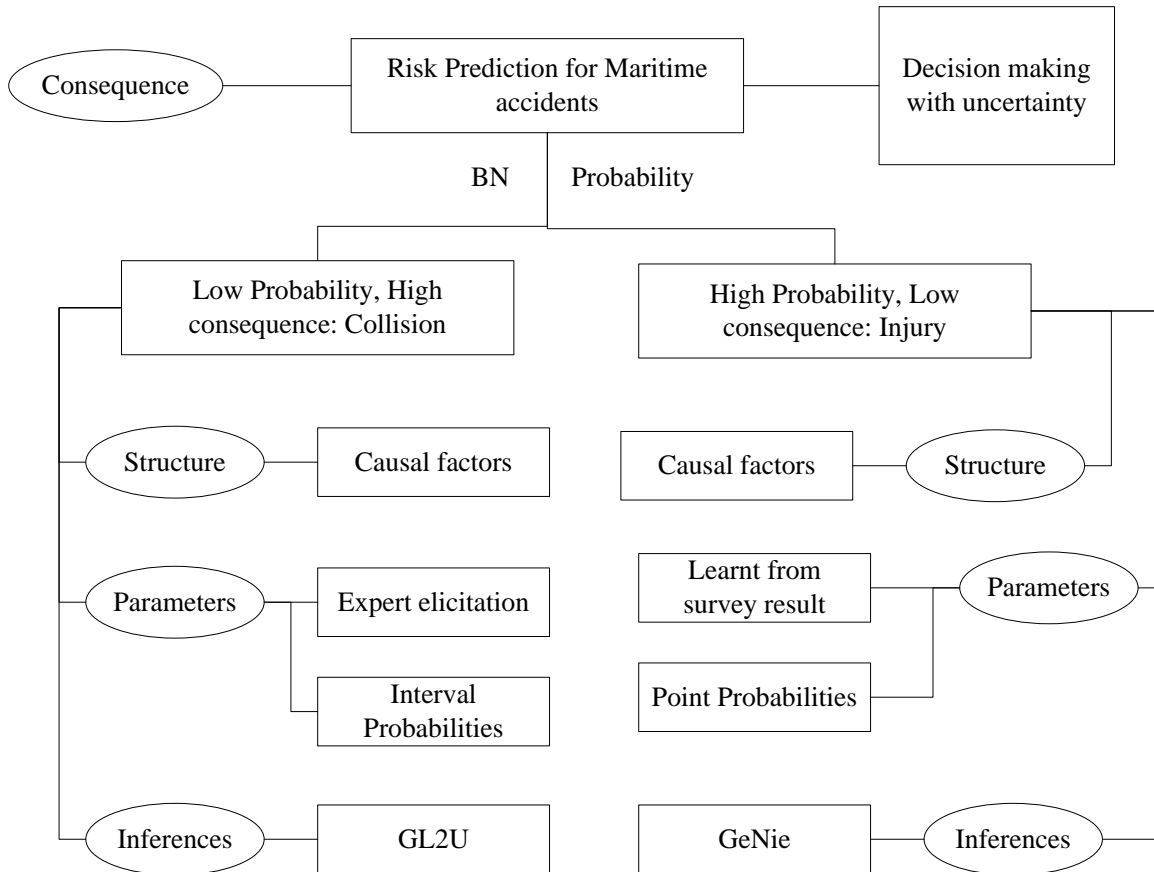 Consequence
Risk Prediction for Maritime
accidents
Decision making
with uncertainty
BN
Probability
Low Probability, High
consequence: Collision
High Probability, Low
consequence: Injury
Structure
Causal factors
Causal factors
Structure
Parameters
Expert elicitation
Learnt from
survey result
Parameters
Interval
Probabilities
Point Probabilities
Inferences
GL2U
GeNie
Inferences